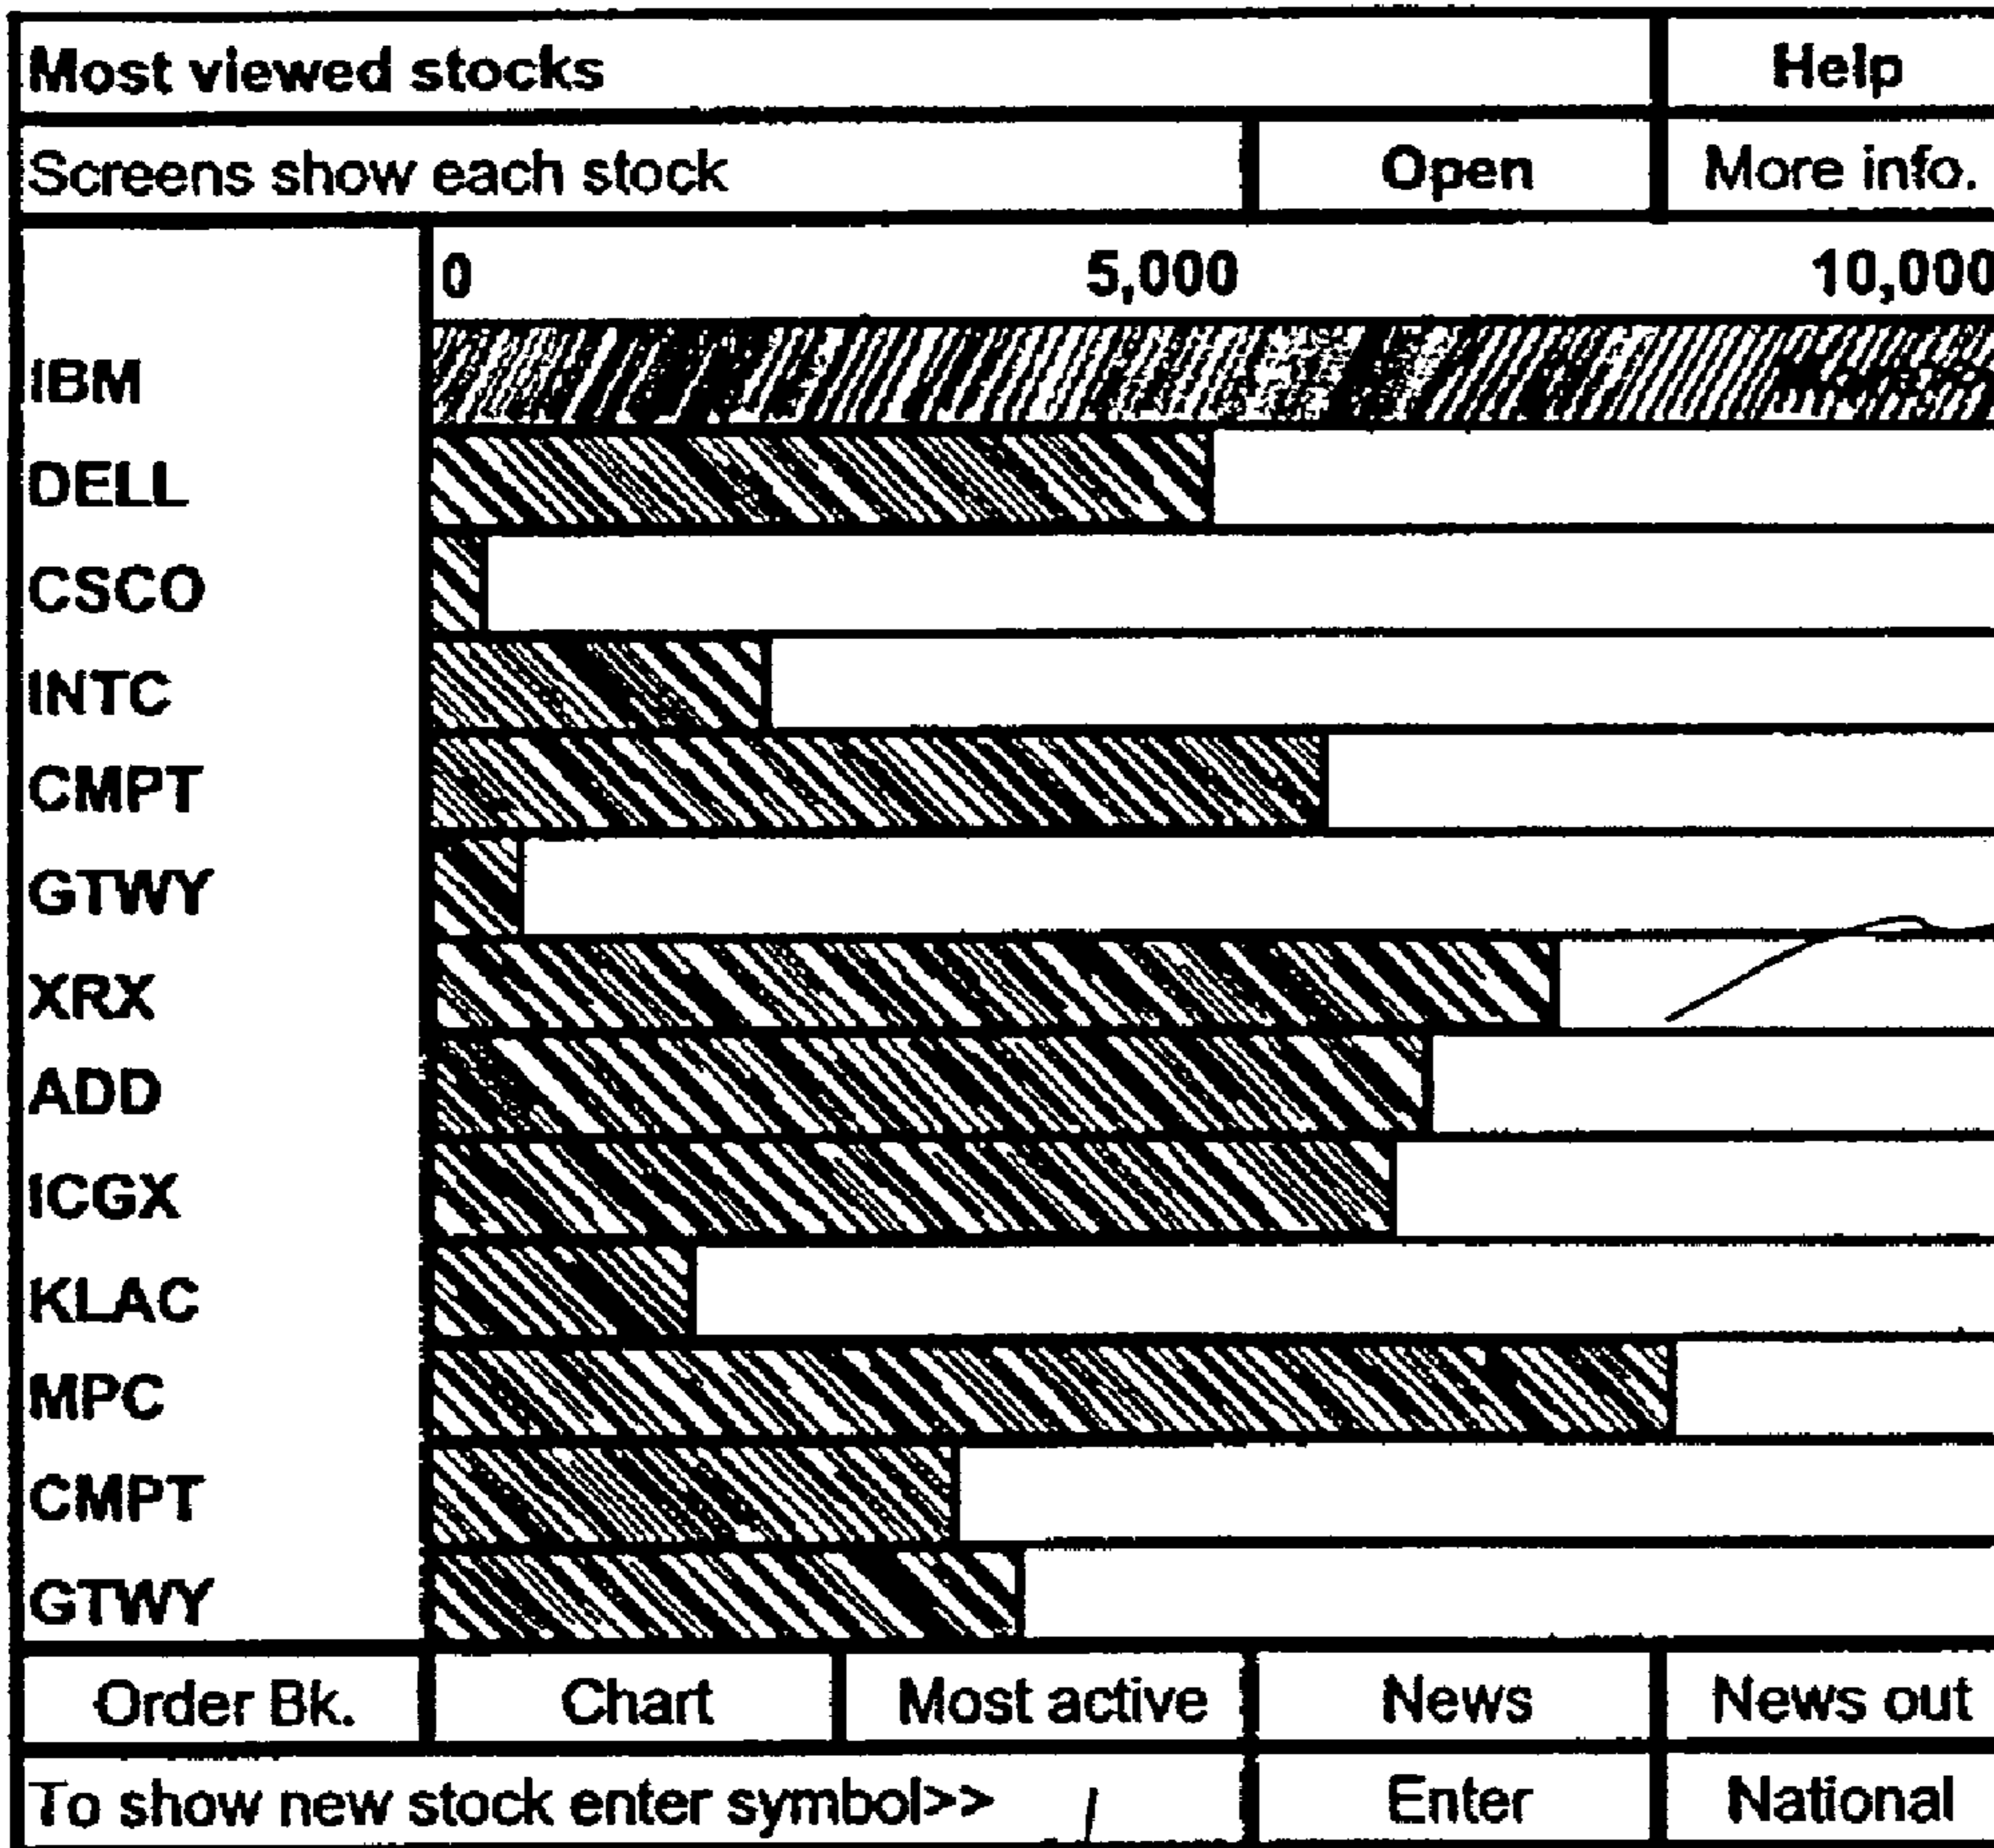 Most viewed stocks Help
Screens show each stock Open More info.
0 5,000 10,000
IBM
DELL
CSCO
INTC
CMPT
GTWY
XRX
ADD
ICGX
KLAC
MPC
CMPT
GTWY
Order Bk. Chart Most active News News out
To show new stock enter symbol>> Enter National